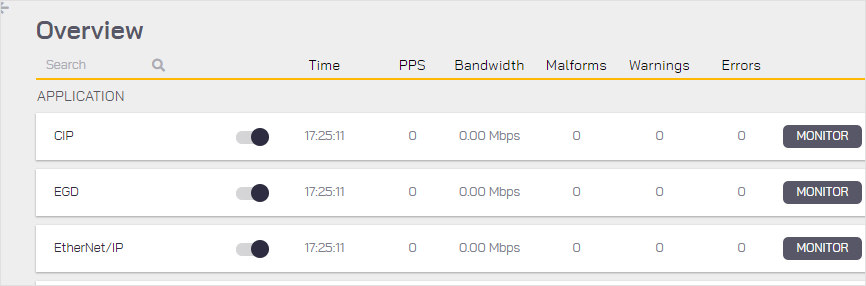 Overview
Search Time PPS Bandwidth Malforms Warnings Errors
APPLICATION
CIP 17:25:11 0 0.00 Mbps 0 0 0 MONITOR
EGD 17:25:11 0 0.00 Mbps 0 0 0 MONITOR
EtherNet/IP 17:25:11 0 0.00 Mbps 0 0 0 MONITOR